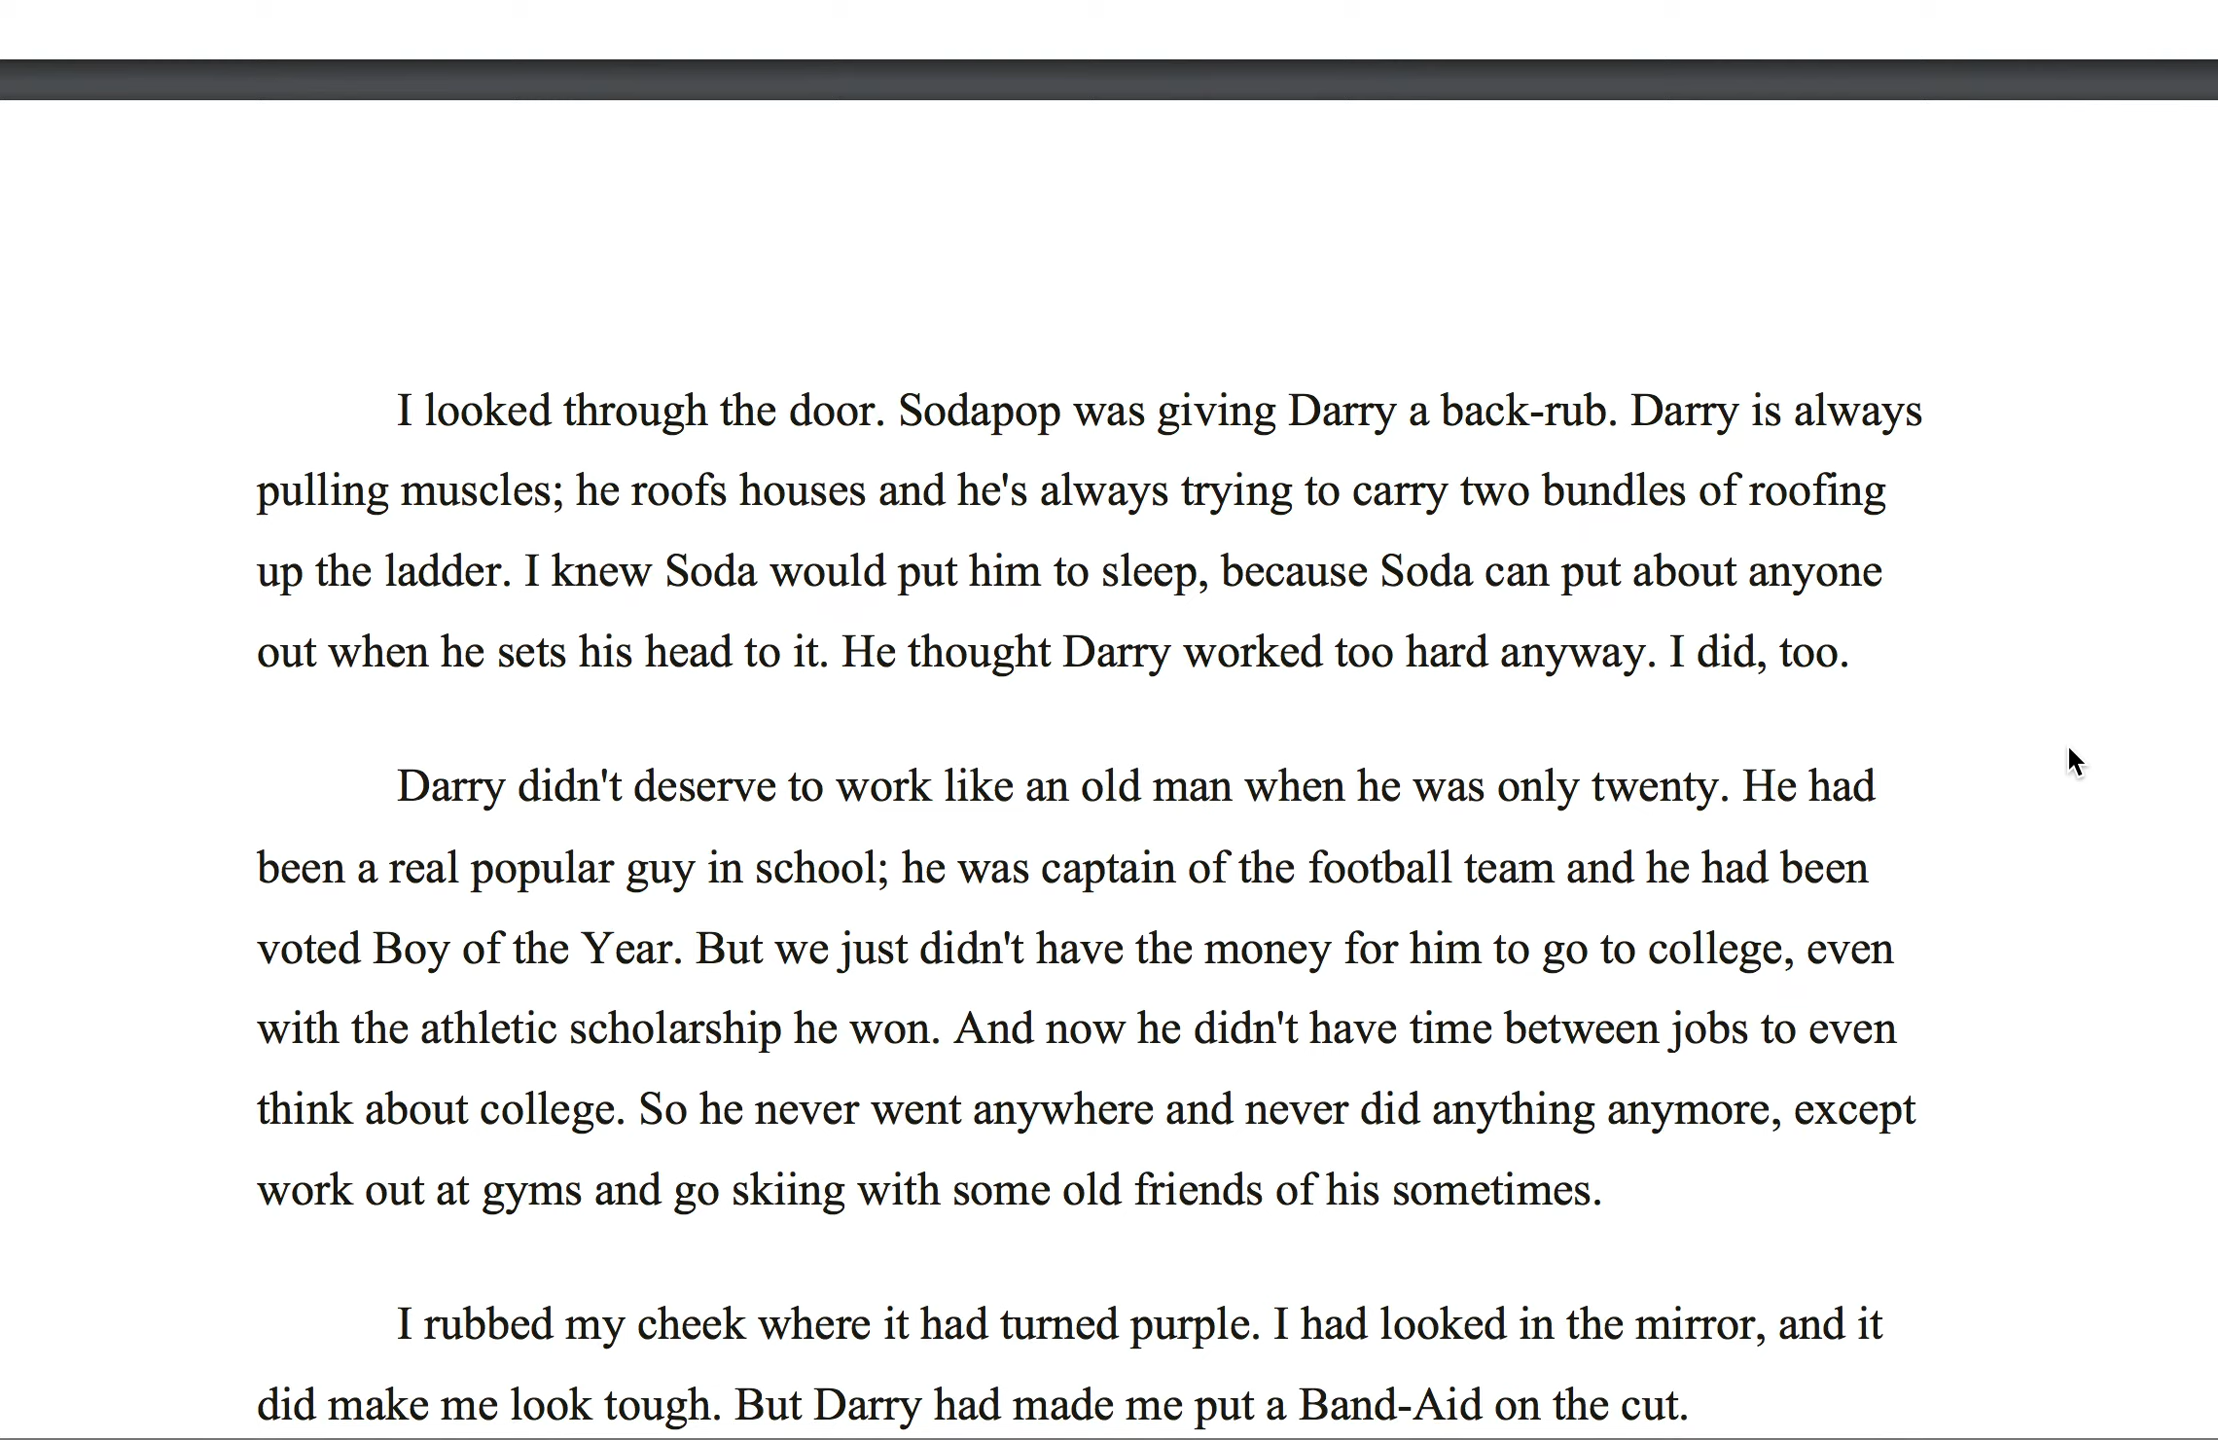 I looked through the door. Sodapop was giving Darry a back-rub. Darry is always
pulling muscles; he roofs houses and he's always trying to carry two bundles of roofing
up the ladder. I knew Soda would put him to sleep, because Soda can put about anyone
out when he sets his head to it. He thought Darry worked too hard anyway. I did, too.
Darry didn't deserve to work like an old man when he was only twenty. He had
been a real popular guy in school; he was captain of the football team and he had been
voted Boy of the Year. But we just didn't have the money for him to go to college, even
with the athletic scholarship he won. And now he didn't have time between jobs to even
think about college. So he never went anywhere and never did anything anymore, except
work out at gyms and go skiing with some old friends of his sometimes.
I rubbed my cheek where it had turned purple. I had looked in the mirror, and it
did make me look tough. But Darry had made me put a Band-Aid on the cut.